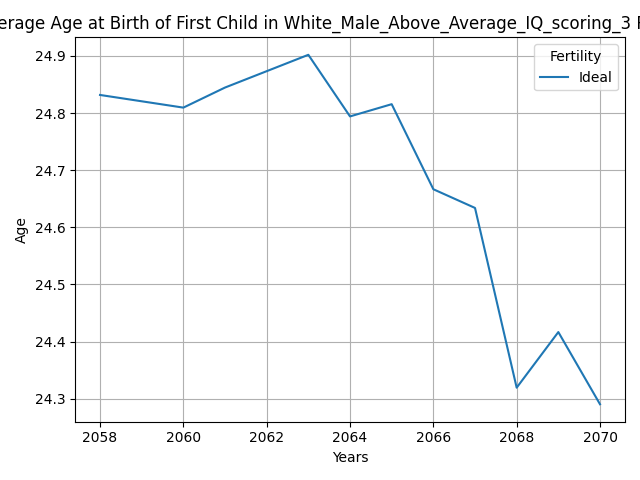 erage Age at Birth of First Child in White_Male_Above_Average_IQ_scoring_3
Fertility
Ideal
24.9
24.8
24.7
24.6
24.5
24.4
24.3
Age
2058 2060 2062 2064 2066 2068 2070
Years